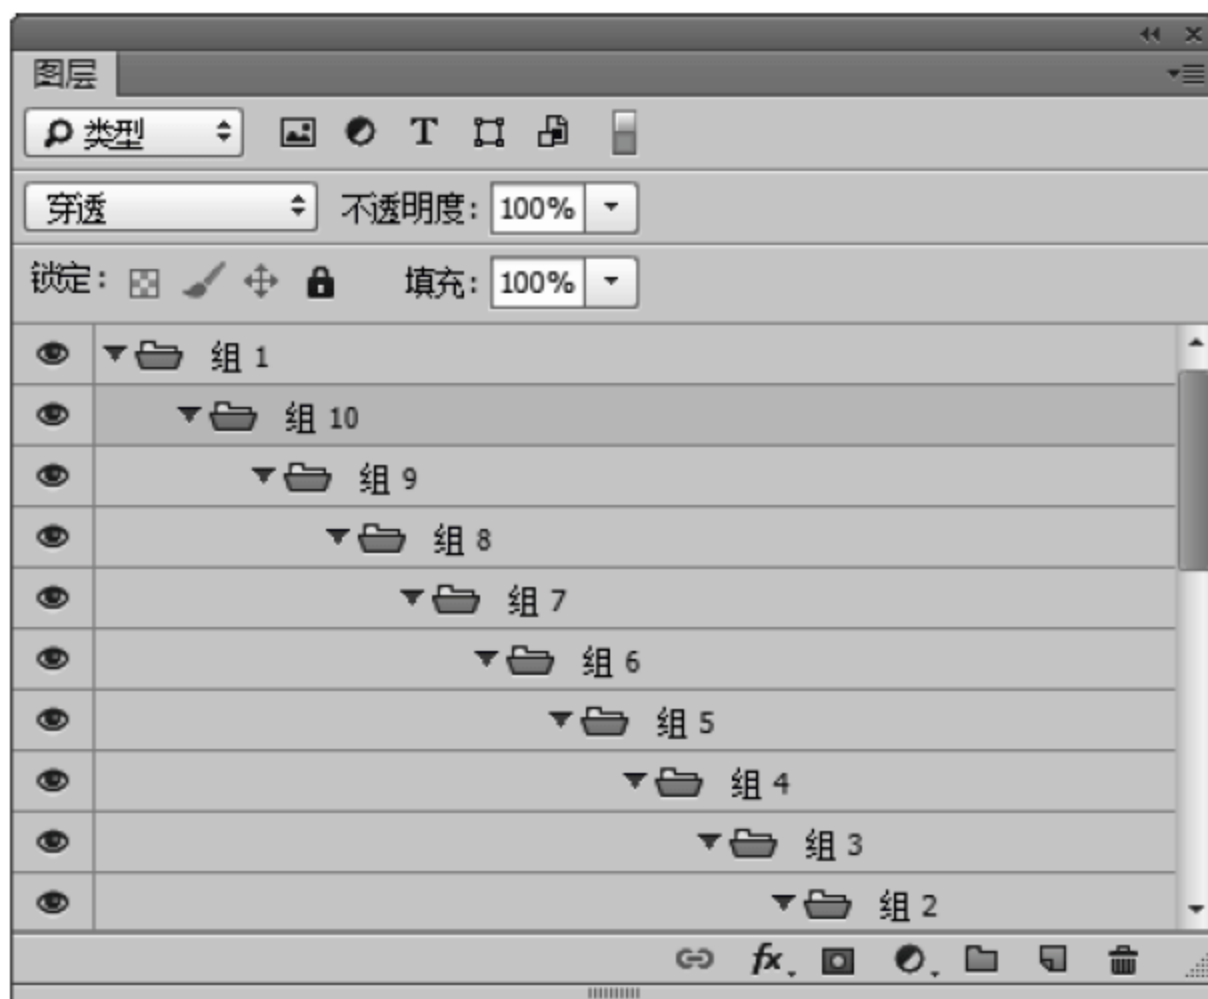 图层
类型 T
穿透 不透明度: 100%
锁定: 填充: 100%
组 1
组 10
组 9
组 8
组 7
组 6
组 5
组 4
组 3
组 2
fx